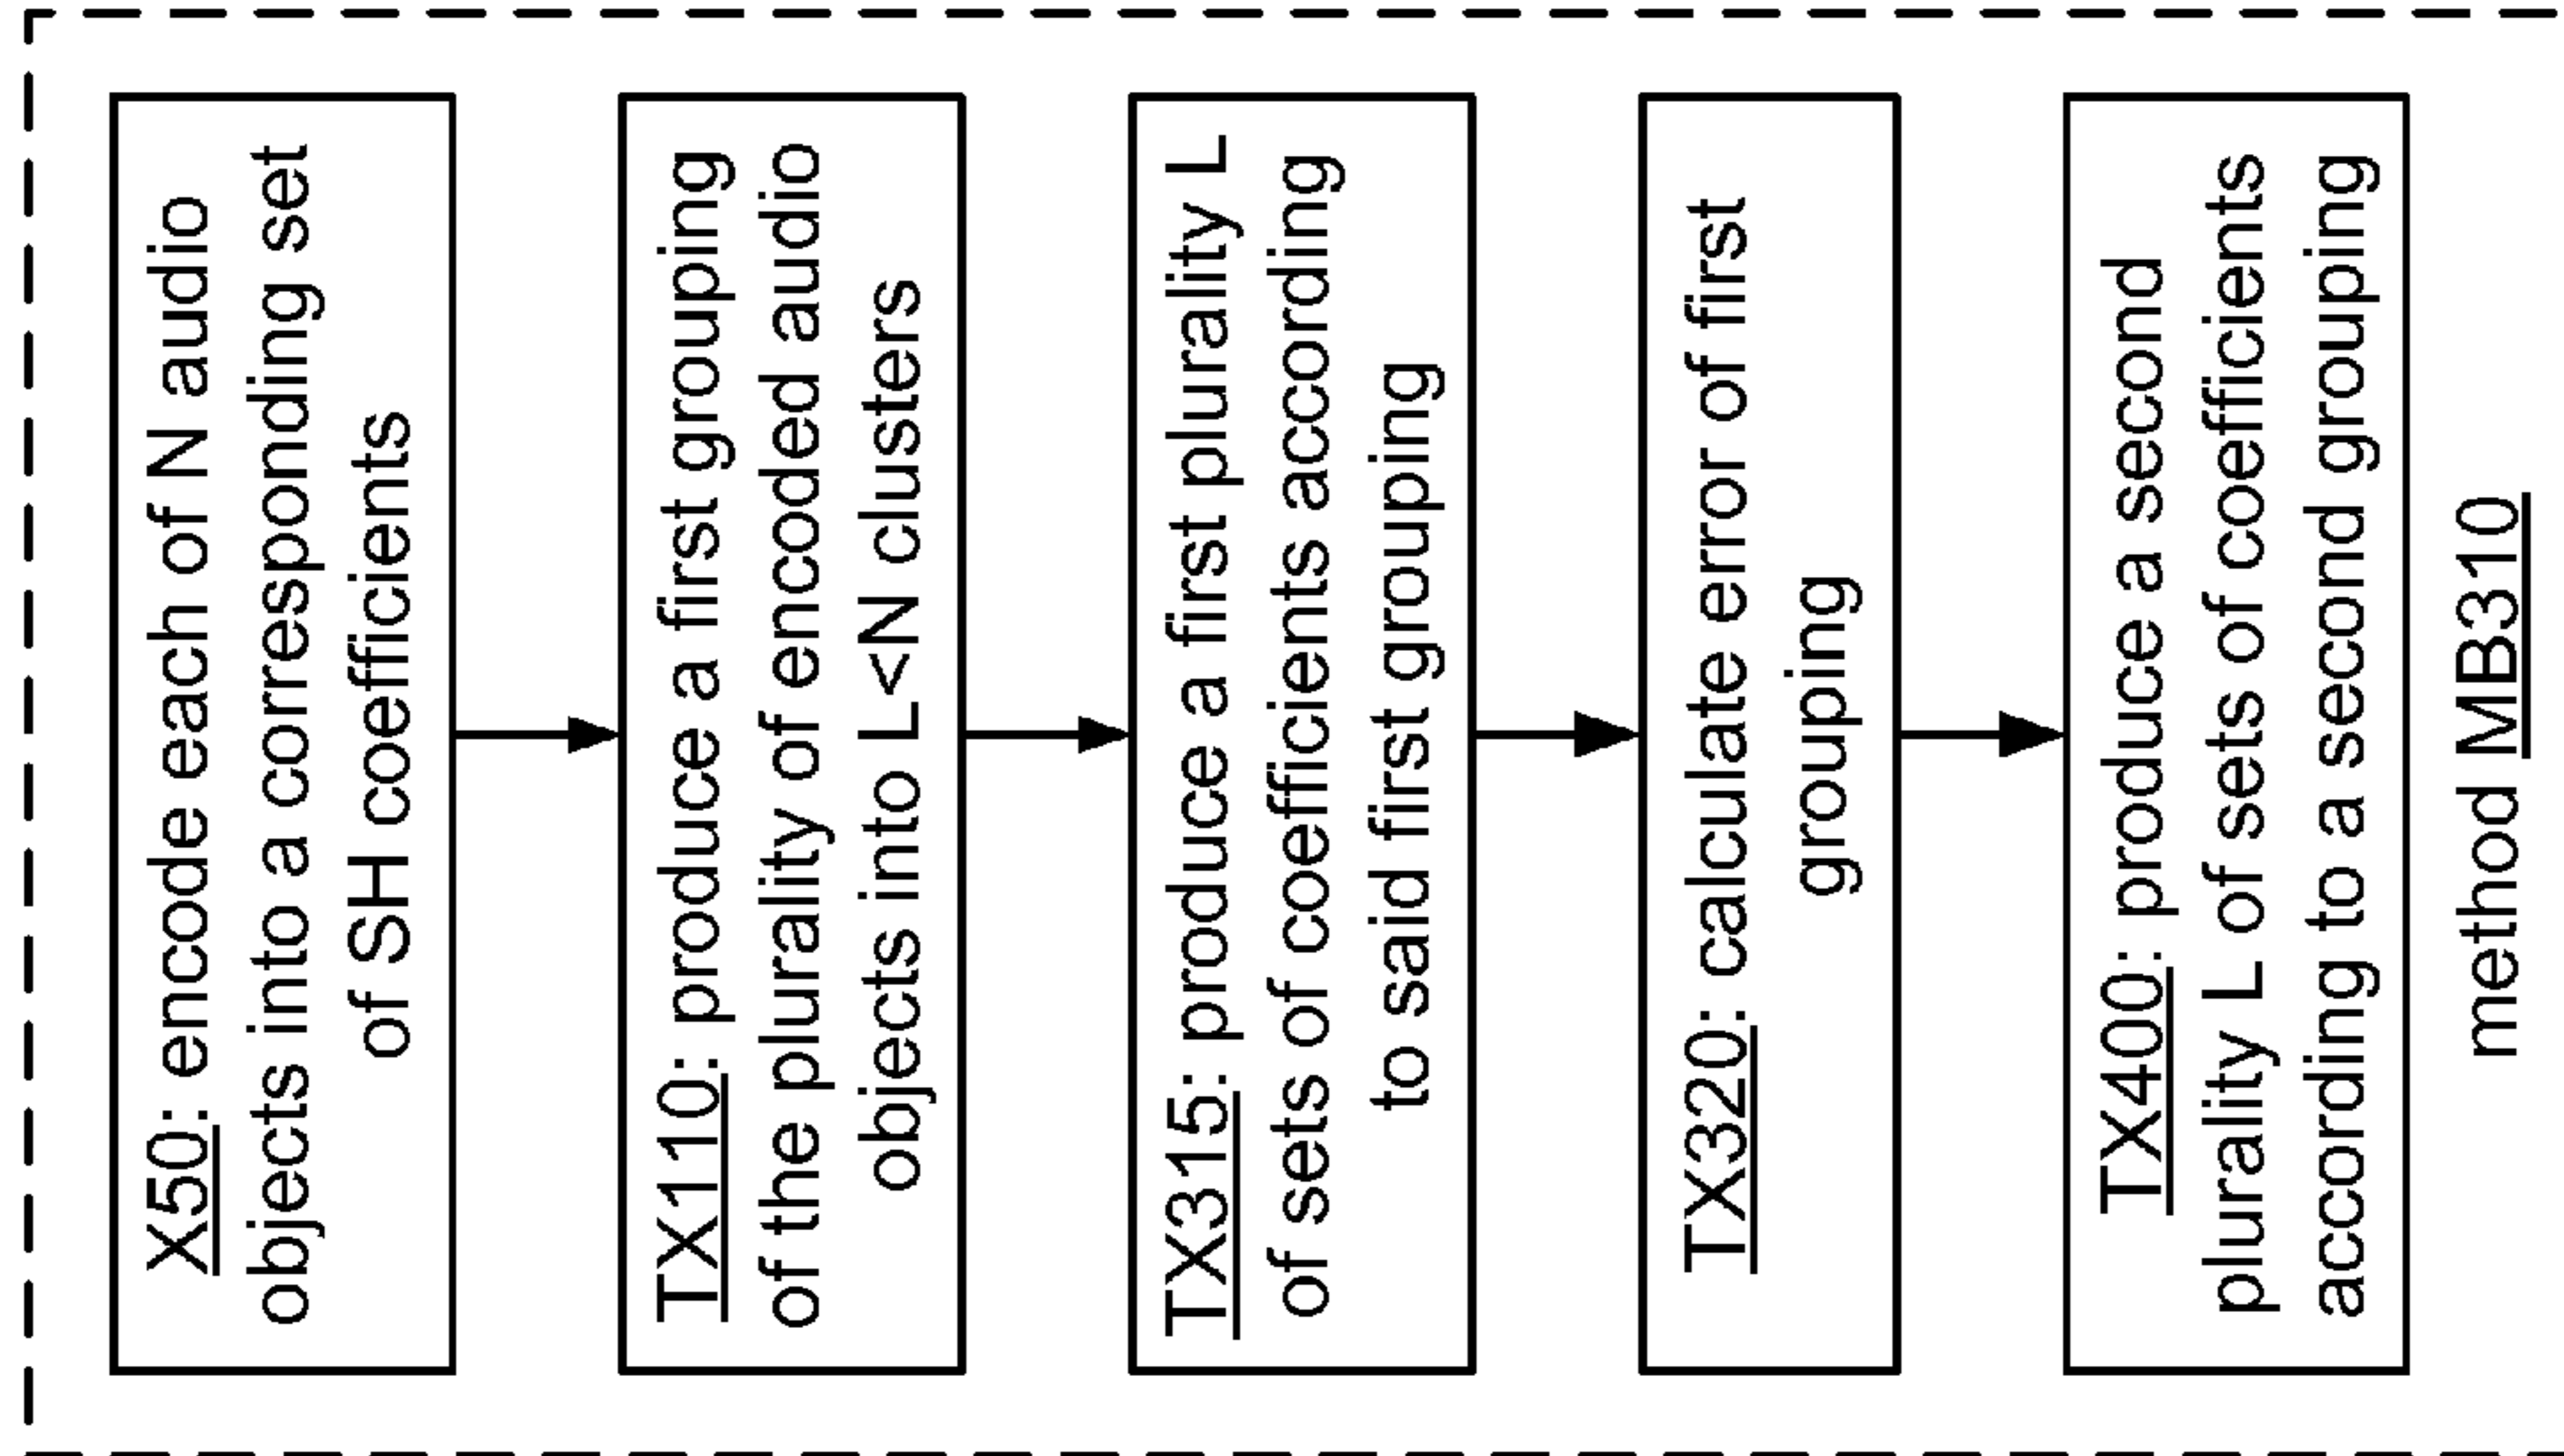 X50: encode each of N audio
objects into a corresponding set
of SH coefficients
TX110: produce a first grouping
of the plurality of encoded audio
objects into L<N clusters
TX315: produce a first plurality L
of sets of coefficients according
to said first grouping
TX320: calculate error of first
grouping
TX400: produce a second
plurality L of sets of coefficients
according to a second grouping
method MB310